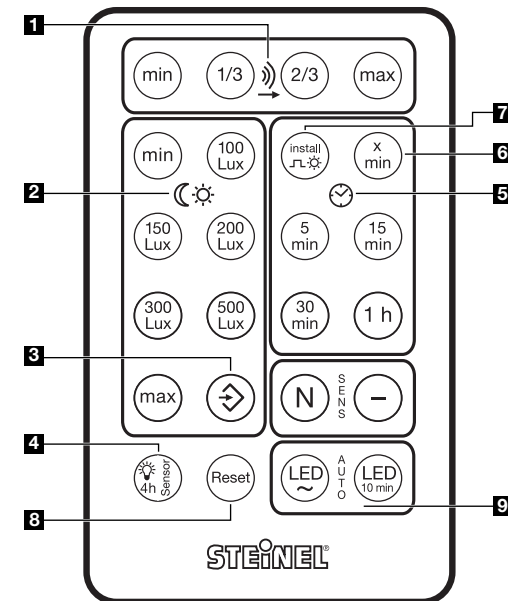 1
min 1/3 2/3 max
7
min 100 Lux install x min
6
2
5
150 Lux 200 Lux 5 min 15 min
300 Lux 500 Lux 30 min 1 h
3
max N SENS –
4
4h Sensor Reset LED ~ AUTO LED 10 min
8
9
STEINEL®